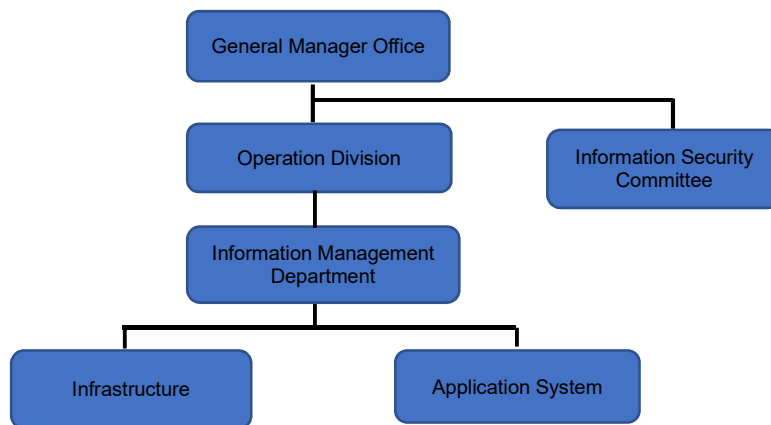 General Manager Office
Operation Division
Information Security
Committee
Information Management
Department
Infrastructure
Application System